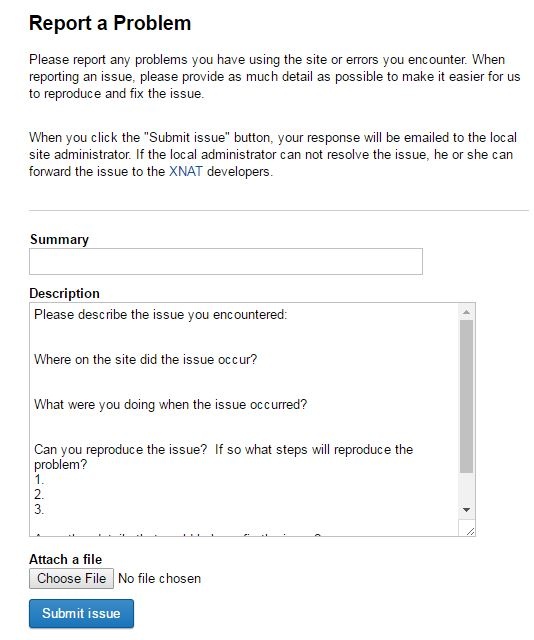 Report a Problem
Please report any problems you have using the site or errors you encounter. When
reporting an issue, please provide as much detail as possible to make it easier for us
to reproduce and fix the issue.
When you click the "Submit issue" button, your response will be emailed to the local
site administrator. If the local administrator can not resolve the issue, he or she can
forward the issue to the XNAT developers.
Summary
Description
Please describe the issue you encountered:
Where on the site did the issue occur?
What were you doing when the issue occurred?
Can you reproduce the issue?  If so what steps will reproduce the
problem?
1.
2.
3.
Attach a file
Choose File No file chosen
Submit issue